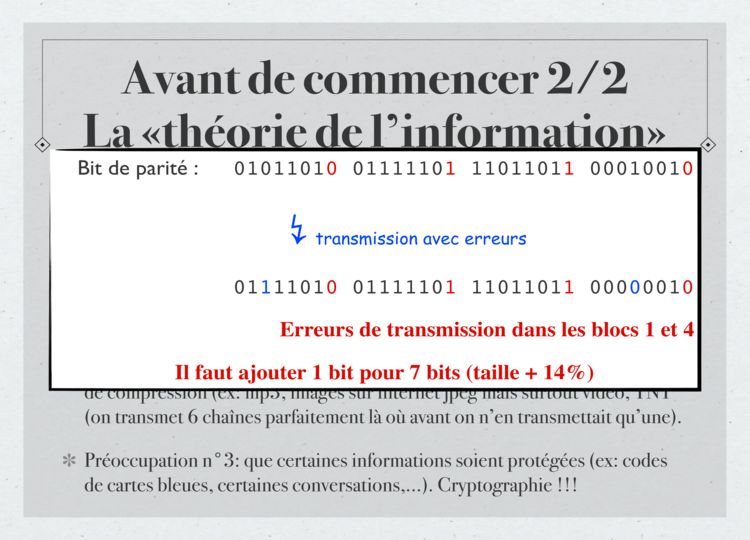 Avant de commencer 2/2
La «théorie de l’information»
Bit de parité : 01011010 01111101 11011011 00010010
transmission avec erreurs
01111010 01111101 11011011 00000010
Erreurs de transmission dans les blocs 1 et 4
Il faut ajouter 1 bit pour 7 bits (taille + 14%)
de compression (ex: mp3, images sur internet jpeg mais surtout vidéo, TNT
(on transmet 6 chaînes parfaitement là où avant on n’en transmettait qu’une).
✻ Préoccupation n°3: que certaines informations soient protégées (ex: codes
de cartes bleues, certaines conversations,...). Cryptographie !!!